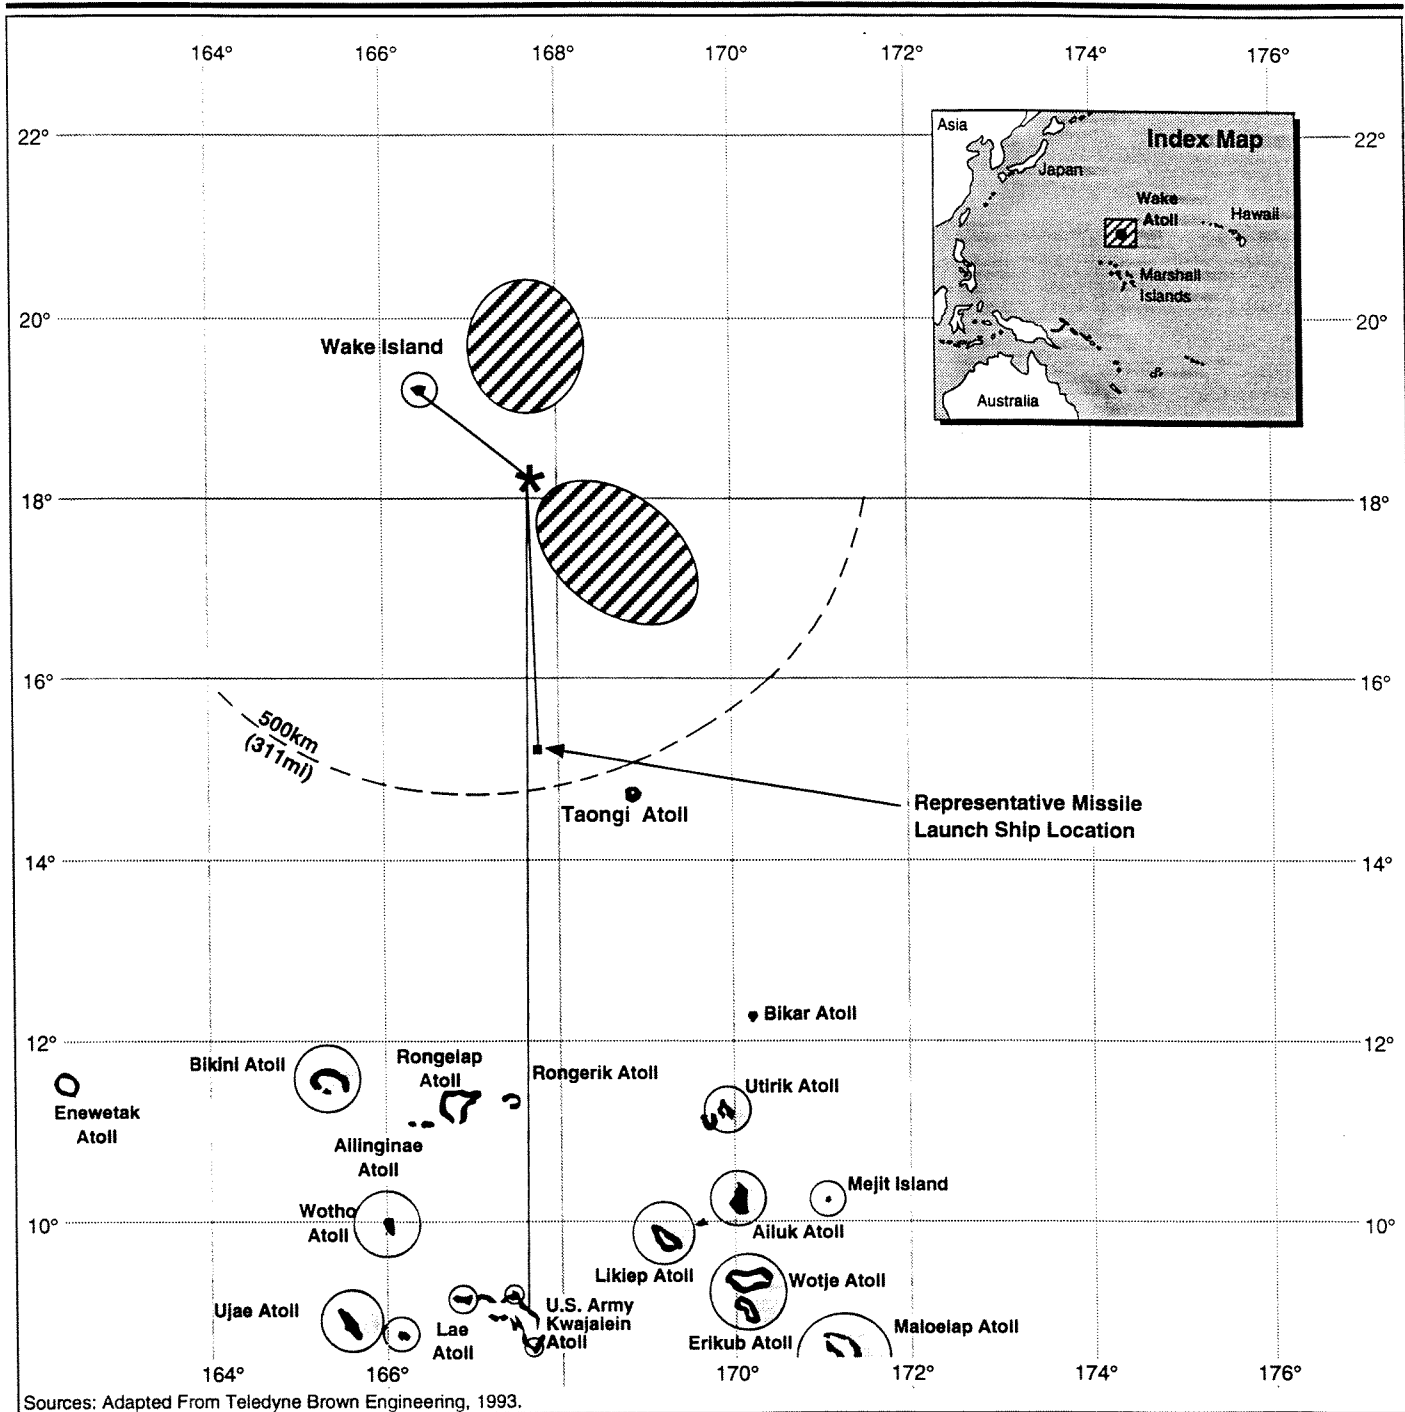 164° 166° 168° 170° 172° 174° 176°
Asia
Index Map
22° 22°
Japan
Wake
Atoll
Hawaii
Marshall
Islands
20° 20°
Wake Island
Australia
18° 18°
16° 16°
500km
(311mi)
Representative Missile
Launch Ship Location
Taongi Atoll
14° 14°
Bikar Atoll
12° 12°
Bikini Atoll
Rongelap
Atoll
Rongerik Atoll
Utirik Atoll
Enewetak
Atoll
Ailinginae
Atoll
Mejit Island
Wotho
Atoll
10° 10°
Ailuk Atoll
Likiep Atoll
Wotje Atoll
Ujae Atoll
U.S. Army
Kwajalein
Atoll
Lae
Atoll
Erikub Atoll
Maloelap Atoll
164° 166° 168° 170° 172° 174° 176°
Sources: Adapted From Teledyne Brown Engineering, 1993.